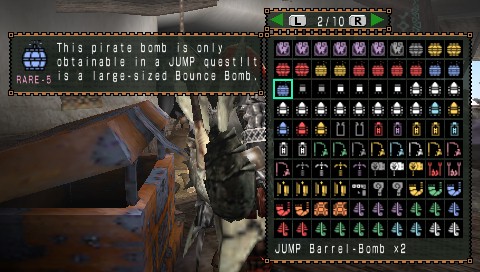 L 2/10 R
This pirate bomb is only
obtainable in a JUMP quest!It
is a large-sized Bounce Bomb.
RARE-5
JUMP Barrel-Bomb x2